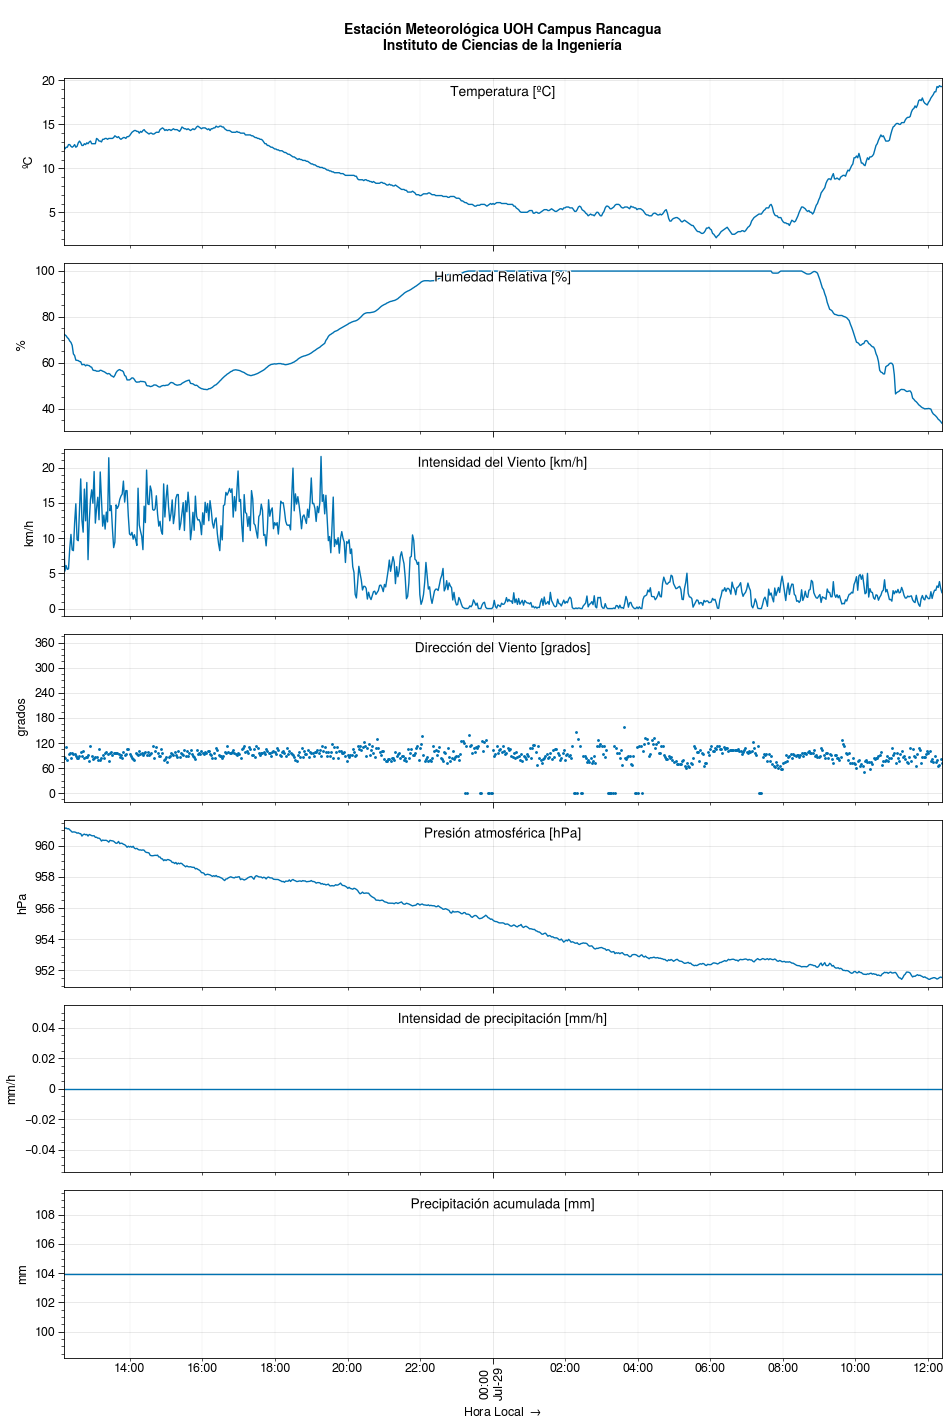 Estación Meteorológica UOH Campus Rancagua
Instituto de Ciencias de la Ingeniería
Temperatura [ºC]
ºC
20
15
10
5
Humedad Relativa [%]
%
100
80
60
40
Intensidad del Viento [km/h]
km/h
20
15
10
5
0
Dirección del Viento [grados]
grados
360
300
240
180
120
60
0
Presión atmosférica [hPa]
hPa
960
958
956
954
952
Intensidad de precipitación [mm/h]
mm/h
0.04
0.02
0
−0.02
−0.04
Precipitación acumulada [mm]
mm
108
106
104
102
100
14:00 16:00 18:00 20:00 22:00 00:00 02:00 04:00 06:00 08:00 10:00 12:00
Jul-29
Hora Local →